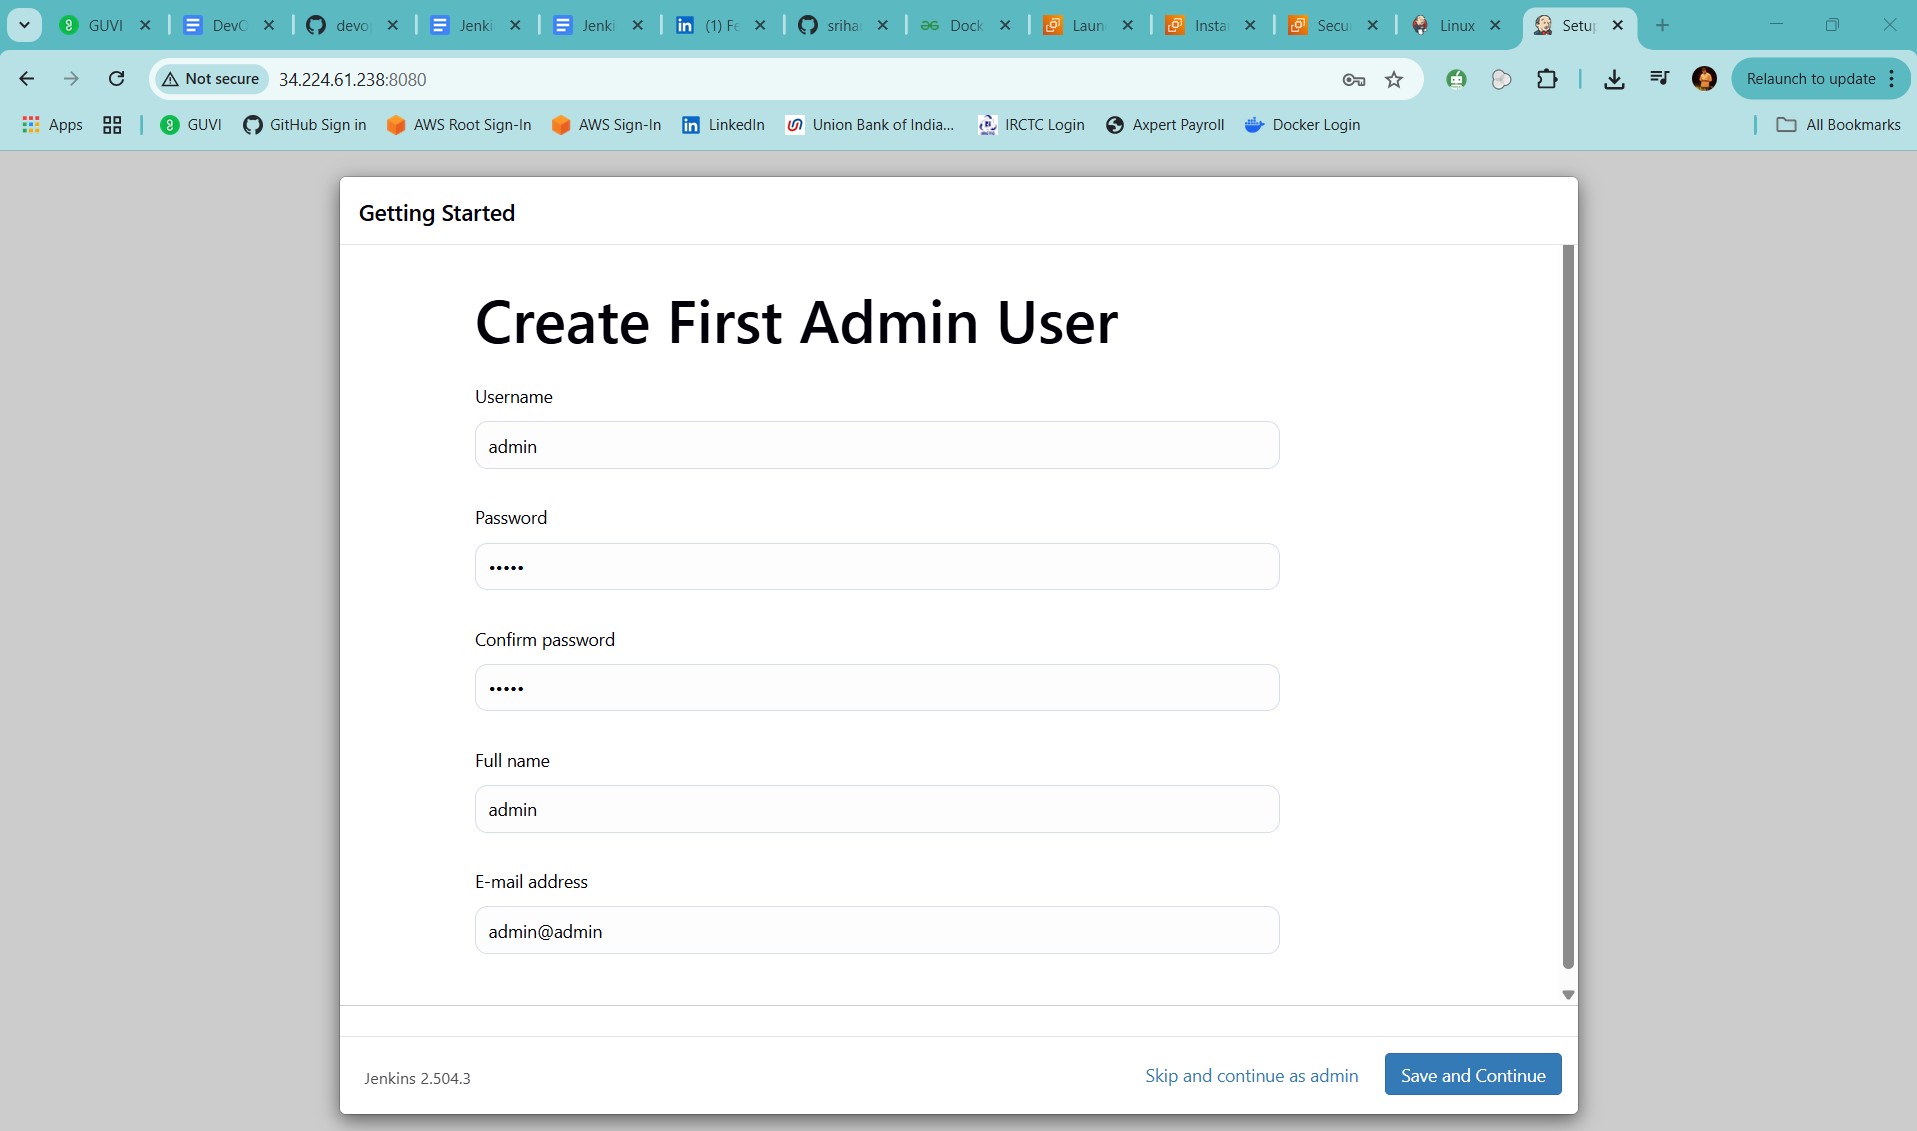 GUVI DevO devo Jenki Jenki (1) Fe sriha Dock Laun Insta Secu Linux Setup
Not secure 34.224.61.238:8080 Relaunch to update
Apps GUVI GitHub Sign in AWS Root Sign-In AWS Sign-In LinkedIn Union Bank of India... IRCTC Login Axpert Payroll Docker Login All Bookmarks
Getting Started
Create First Admin User
Username
admin
Password
•••••
Confirm password
•••••
Full name
admin
E-mail address
admin@admin
Jenkins 2.504.3 Skip and continue as admin Save and Continue